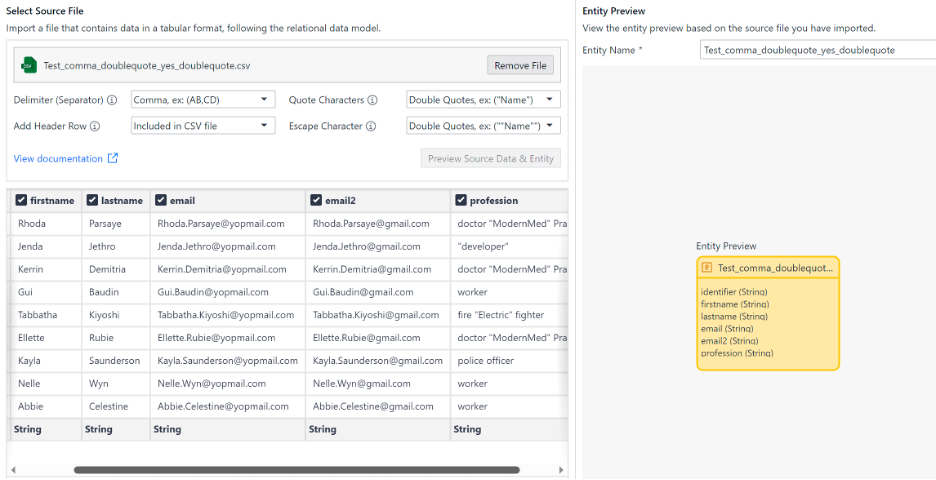 Select Source File
Import a file that contains data in a tabular format, following the relational data model.
Test_comma_doublequote_yes_doublequote.csv
Remove File
Delimiter (Separator)
Comma, ex: (AB,CD)
Quote Characters
Double Quotes, ex: ("Name")
Add Header Row
Included in CSV file
Escape Character
Double Quotes, ex: (""Name"")
View documentation
Preview Source Data & Entity
firstname lastname email email2 profession
Rhoda Parsaye Rhoda.Parsaye@yopmail.com Rhoda.Parsaye@gmail.com doctor "ModernMed" Pra
Jenda Jethro Jenda.Jethro@yopmail.com Jenda.Jethro@gmail.com "developer"
Kerrin Demitria Kerrin.Demitria@yopmail.com Kerrin.Demitria@gmail.com doctor "ModernMed" Pra
Gui Baudin Gui.Baudin@yopmail.com Gui.Baudin@gmail.com worker
Tabbatha Kiyoshi Tabbatha.Kiyoshi@yopmail.com Tabbatha.Kiyoshi@gmail.com fire "Electric" fighter
Ellette Rubie Ellette.Rubie@yopmail.com Ellette.Rubie@gmail.com doctor "ModernMed" Pra
Kayla Saunderson Kayla.Saunderson@yopmail.com Kayla.Saunderson@gmail.com police officer
Nelle Wyn Nelle.Wyn@yopmail.com Nelle.Wyn@gmail.com worker
Abbie Celestine Abbie.Celestine@yopmail.com Abbie.Celestine@gmail.com worker
String String String String String
Entity Preview
View the entity preview based on the source file you have imported.
Entity Name *
Test_comma_doublequote_yes_doublequote
Entity Preview
Test_comma_doublequot...
identifier (String)
firstname (String)
lastname (String)
email (String)
email2 (String)
profession (String)